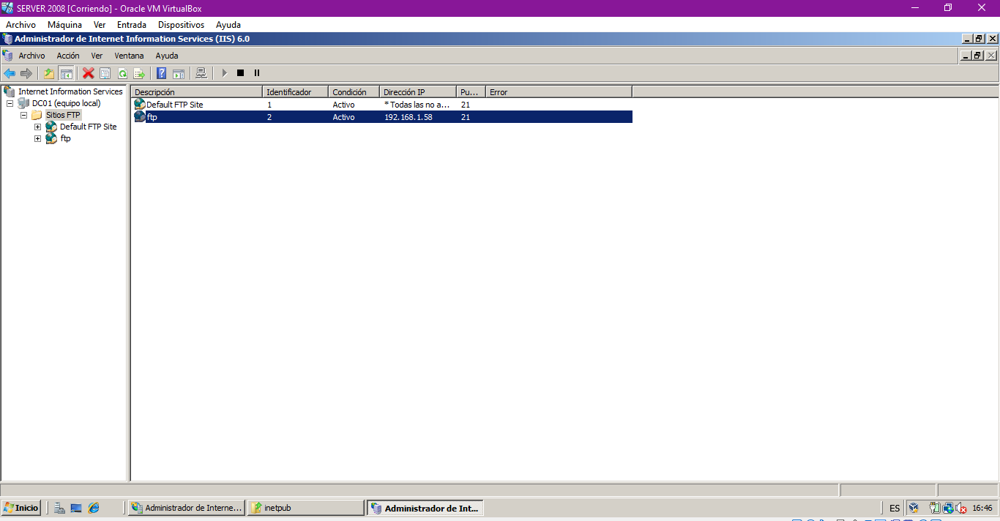 SERVER 2008 [Corriendo] - Oracle VM VirtualBox
Archivo Máquina Ver Entrada Dispositivos Ayuda
Administrador de Internet Information Services (IIS) 6.0
Archivo Acción Ver Ventana Ayuda
Internet Information Services
DC01 (equipo local)
Sitios FTP
Default FTP Site
ftp
Descripción Identificador Condición Dirección IP Pu... Error
Default FTP Site 1 Activo * Todas las no a... 21
ftp 2 Activo 192.168.1.58 21
Inicio Administrador de Interne... inetpub Administrador de Int... ES 16:46